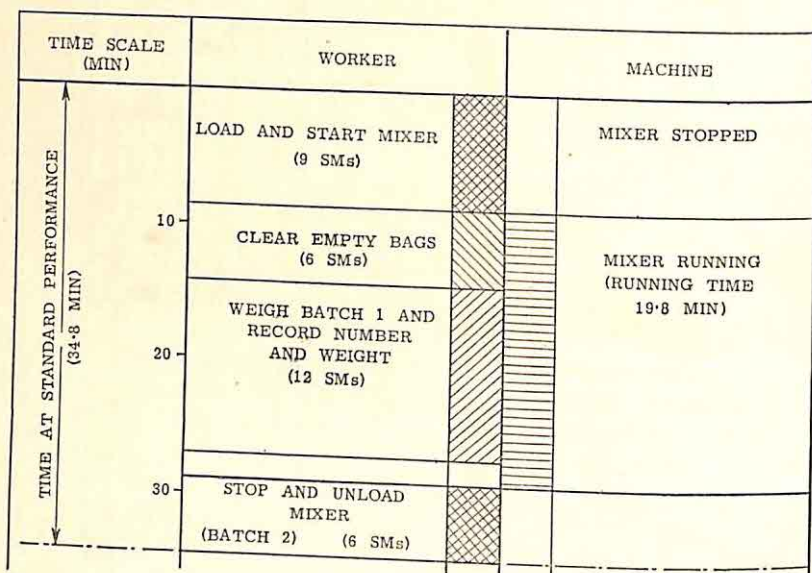 TIME SCALE
(MIN)
WORKER
MACHINE
TIME AT STANDARD PERFORMANCE
(34·8 MIN)
LOAD AND START MIXER
(9 SMs)
MIXER STOPPED
10
CLEAR EMPTY BAGS
(6 SMs)
MIXER RUNNING
(RUNNING TIME
19·8 MIN)
WEIGH BATCH 1 AND
RECORD NUMBER
AND WEIGHT
(12 SMs)
20
30
STOP AND UNLOAD
MIXER
(BATCH 2) (6 SMs)